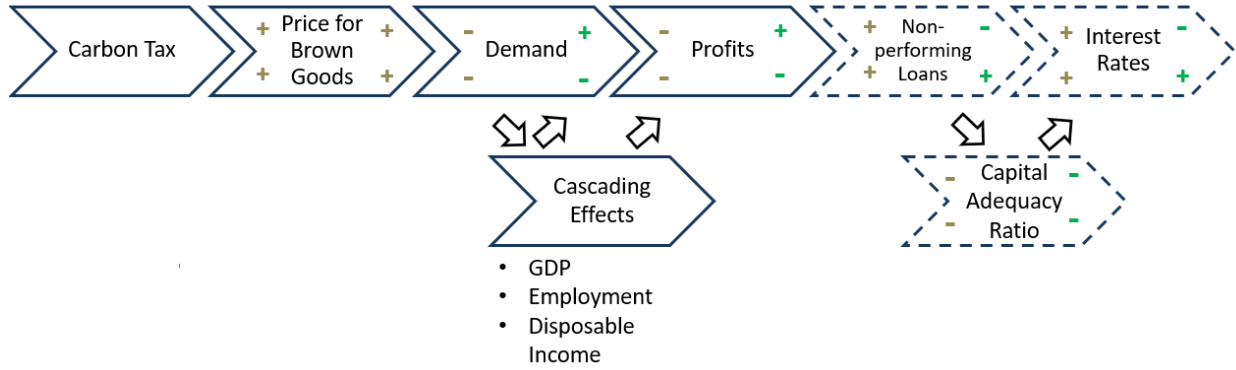 Carbon Tax
+ Price for +
Brown
+ Goods +
- +
Demand
- -
- +
Profits
- -
+ Non- -
performing
+ Loans +
+ Interest -
Rates
+ +
Cascading
Effects
- Capital -
Adequacy
- Ratio -
• GDP
• Employment
• Disposable
Income